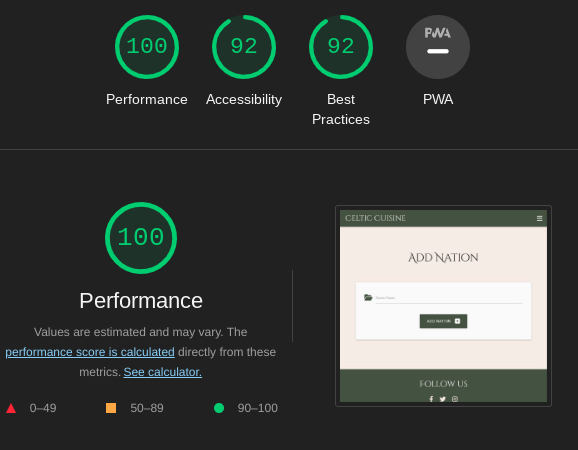 100
92
92
PWA
Performance
Accessibility
Best
Practices
PWA
100
Performance
Values are estimated and may vary. The
performance score is calculated directly from these
metrics. See calculator.
0–49
50–89
90–100
CELTIC CUISINE
ADD NATION
ADD NATION
FOLLOW US